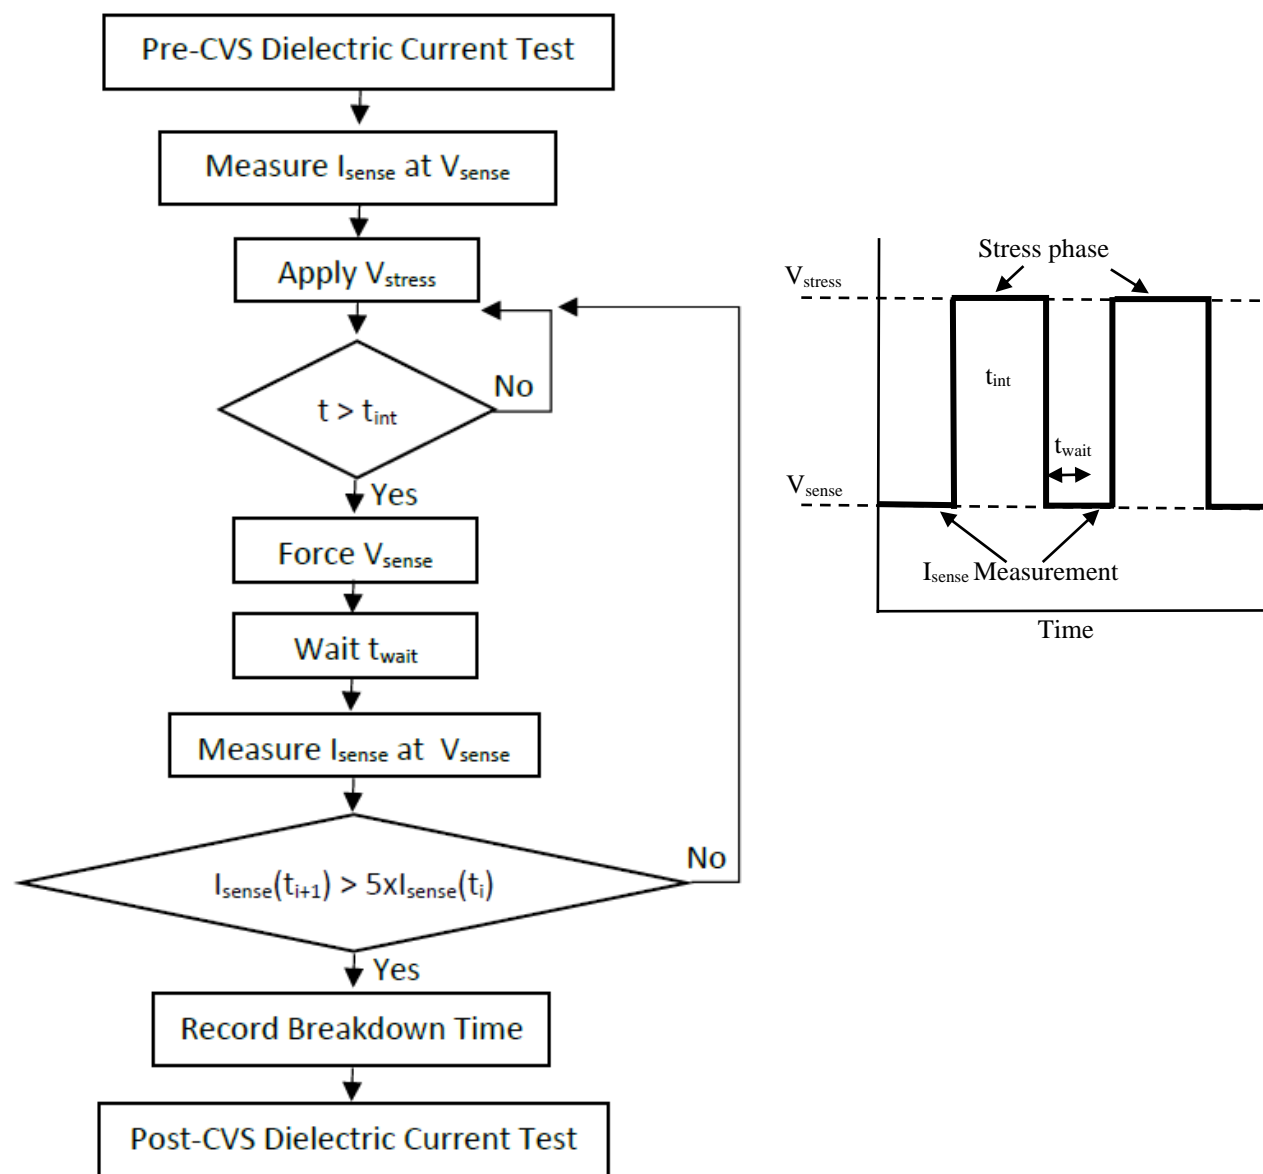 Pre-CVS Dielectric Current Test
Measure Isense at Vsense
Apply Vstress
t > tint
No
Yes
Force Vsense
Wait twait
Measure Isense at Vsense
Isense(ti+1) > 5xIsense(ti)
No
Yes
Record Breakdown Time
Post-CVS Dielectric Current Test
Stress phase
Vstress
tint
twait
Vsense
Isense Measurement
Time